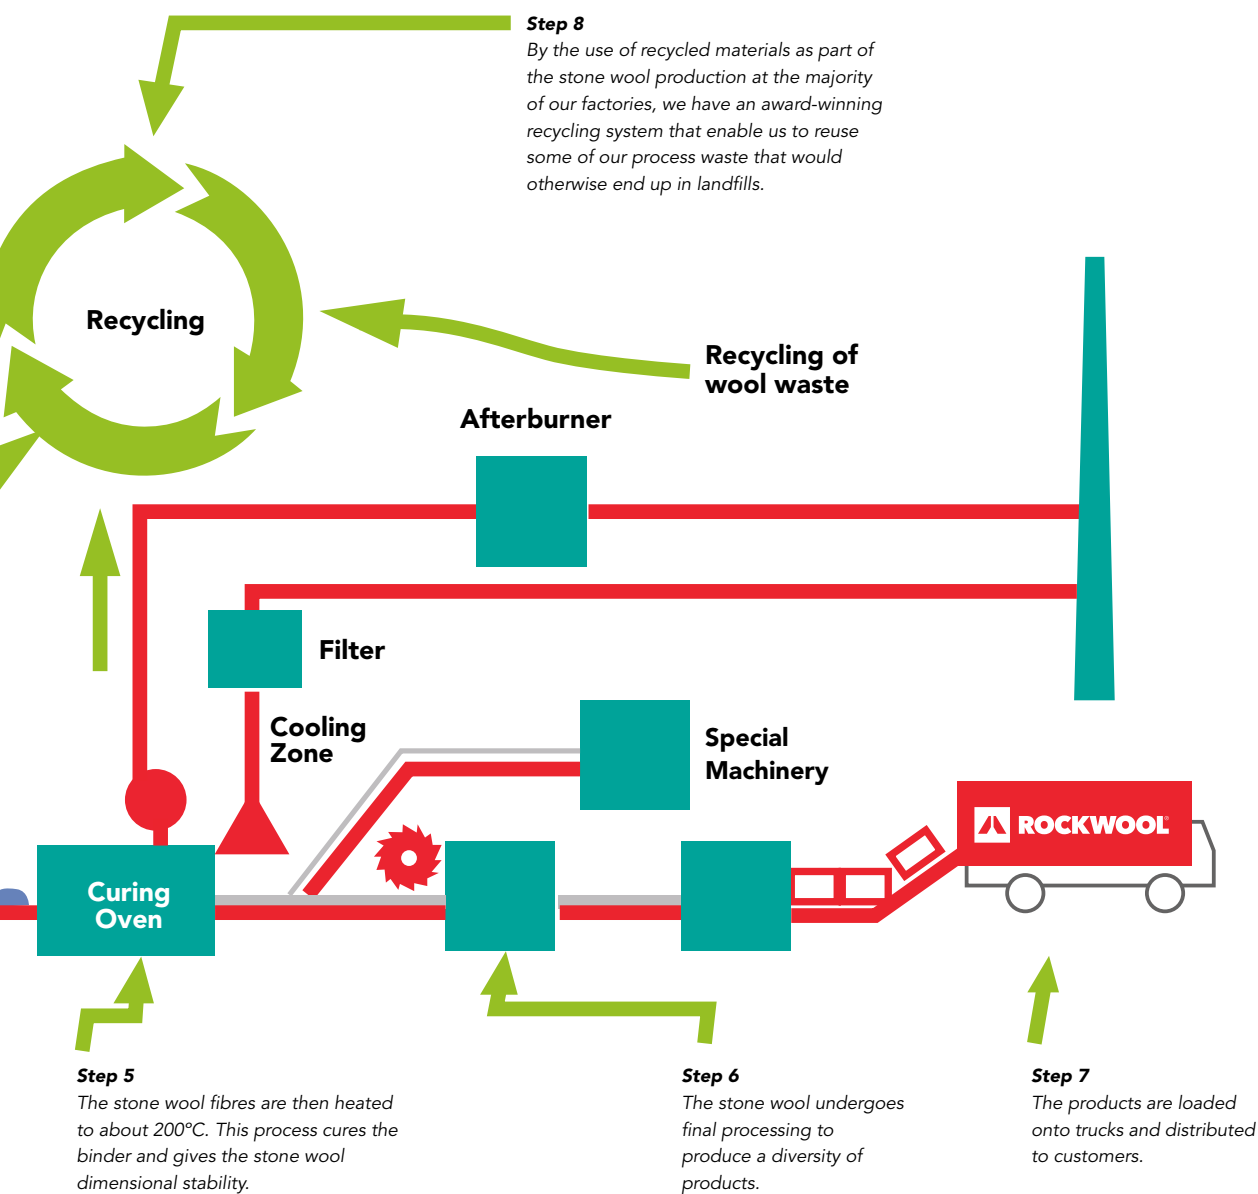 Step 8
By the use of recycled materials as part of
the stone wool production at the majority
of our factories, we have an award-winning
recycling system that enable us to reuse
some of our process waste that would
otherwise end up in landfills.
Recycling
Recycling of
wool waste
Afterburner
Filter
Cooling
Zone
Special
Machinery
ROCKWOOL®
Curing
Oven
Step 5
The stone wool fibres are then heated
to about 200ºC. This process cures the
binder and gives the stone wool
dimensional stability.
Step 6
The stone wool undergoes
final processing to
produce a diversity of
products.
Step 7
The products are loaded
onto trucks and distributed
to customers.